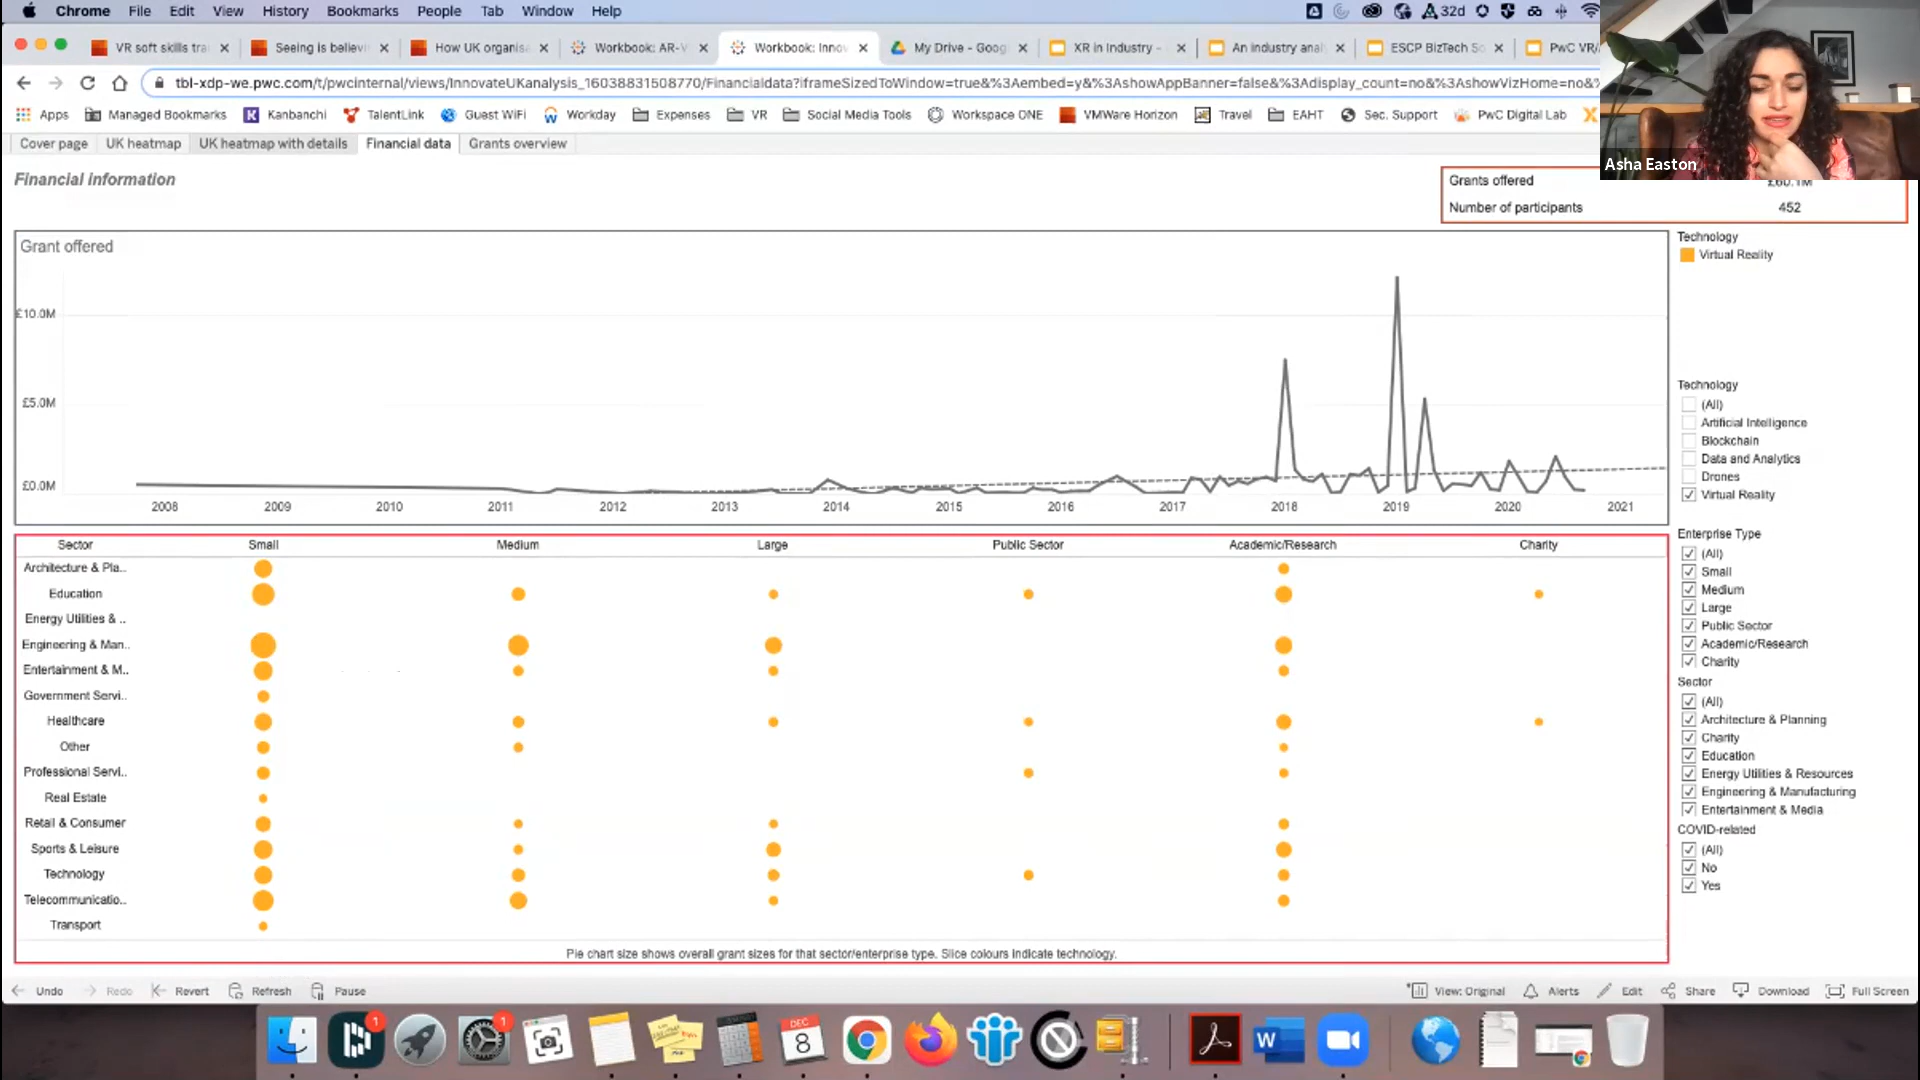 Chrome File Edit View History Bookmarks People Tab Window Help 32d
VR soft skills tra Seeing is believi How UK organis Workbook: AR-V Workbook: Innov My Drive - Goog XR in Industry - An industry anal ESCP BizTech So PwC VR/
tbl-xdp-we.pwc.com/t/pwcinternal/views/InnovateUKanalysis_16038831508770/Financialdata?iframeSizedToWindow=true&%3Aembed=y&%3AshowAppBanner=false&%3Adisplay_count=no&%3AshowVizHome=no&%
Apps Managed Bookmarks Kanbanchi TalentLink Guest WiFi Workday Expenses VR Social Media Tools Workspace ONE VMWare Horizon Travel EAHT Sec. Support PwC Digital Lab
Asha Easton
Cover page UK heatmap UK heatmap with details Financial data Grants overview
Financial information
Grants offered £60.1M
Number of participants 452
Grant offered
£10.0M
£5.0M
£0.0M
2008 2009 2010 2011 2012 2013 2014 2015 2016 2017 2018 2019 2020 2021
Technology
Virtual Reality
Technology
(All)
Artificial Intelligence
Blockchain
Data and Analytics
Drones
Virtual Reality
Enterprise Type
(All)
Small
Medium
Large
Public Sector
Academic/Research
Charity
Sector
(All)
Architecture & Planning
Charity
Education
Energy Utilities & Resources
Engineering & Manufacturing
Entertainment & Media
COVID-related
(All)
No
Yes
Sector Small Medium Large Public Sector Academic/Research Charity
Architecture & Pla..
Education
Energy Utilities & ..
Engineering & Man..
Entertainment & M..
Government Servi..
Healthcare
Other
Professional Servi..
Real Estate
Retail & Consumer
Sports & Leisure
Technology
Telecommunicatio..
Transport
Pie chart size shows overall grant sizes for that sector/enterprise type. Slice colours indicate technology.
Undo Redo Revert Refresh Pause View: Original Alerts Edit Share Download Full Screen
1 1 DEC 8 W